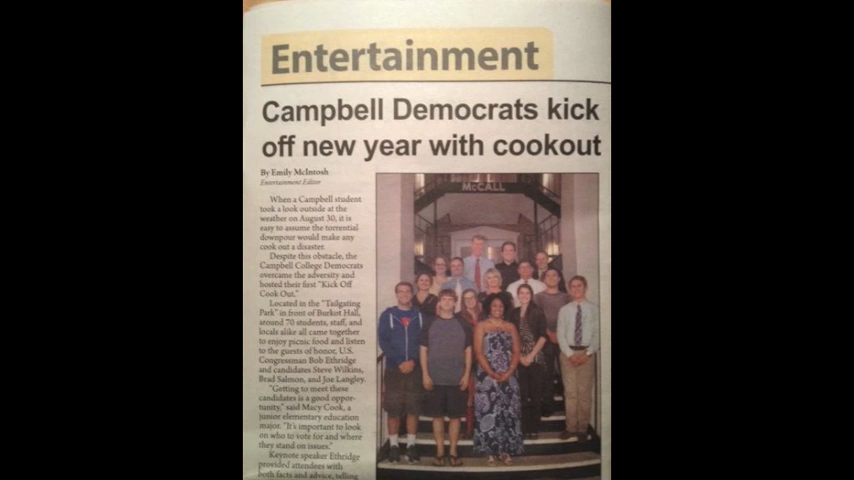 Entertainment
Campbell Democrats kick
off new year with cookout
By Emily McIntosh
Entertainment Editor
When a Campbell student
took a look outside at the
weather on August 30, it is
easy to assume the torrential
downpour would make any
cook out a disaster.
Despite this obstacle, the
Campbell College Democrats
overcame the adversity and
hosted their first "Kick Off
Cook Out."
Located in the "Tailgating
Park" in front of Burkot Hall,
around 70 students, staff, and
locals alike all came together
to enjoy picnic food and listen
to the guests of honor, U.S.
Congressman Bob Ethridge
and candidates Steve Wilkins,
Brad Salmon, and Joe Langley.
"Getting to meet these
candidates is a good oppor-
tunity," said Macy Cook, a
junior elementary education
major. "It's important to look
on who to vote for and where
they stand on issues."
Keynote speaker Ethridge
provided attendees with
both facts and advice, telling
McCALL